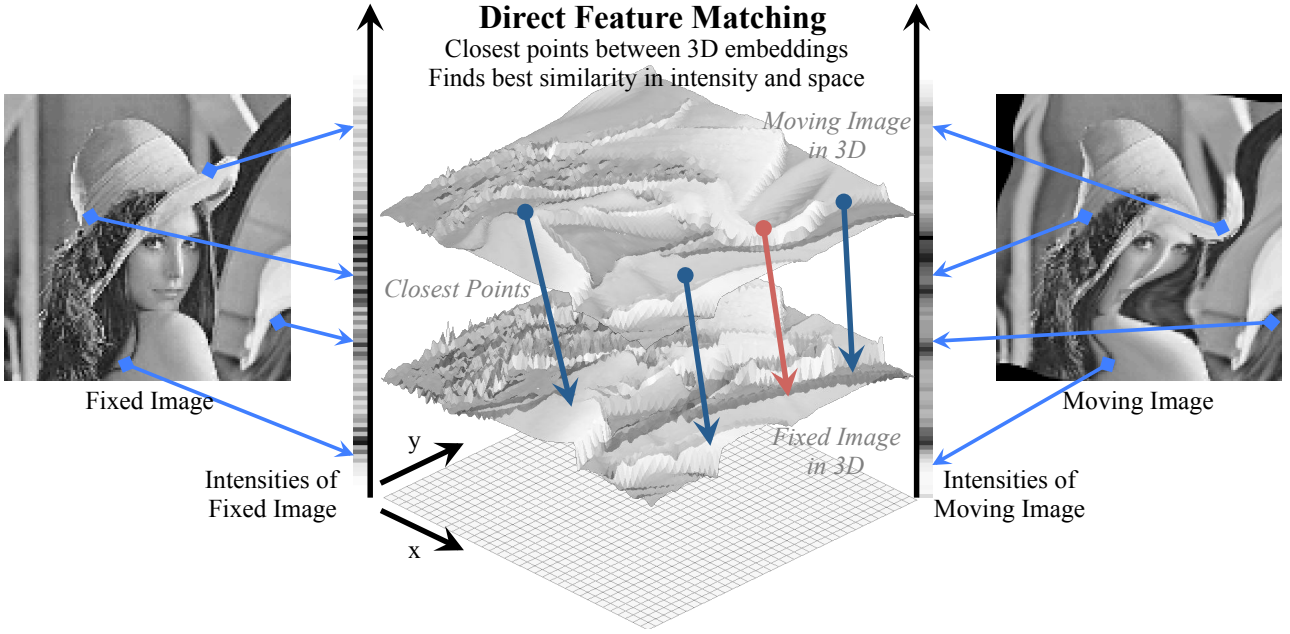 Direct Feature Matching
Closest points between 3D embeddings
Finds best similarity in intensity and space
Moving Image
in 3D
Closest Points
Fixed Image
Moving Image
y
Fixed Image
in 3D
Intensities of
Fixed Image
Intensities of
Moving Image
x